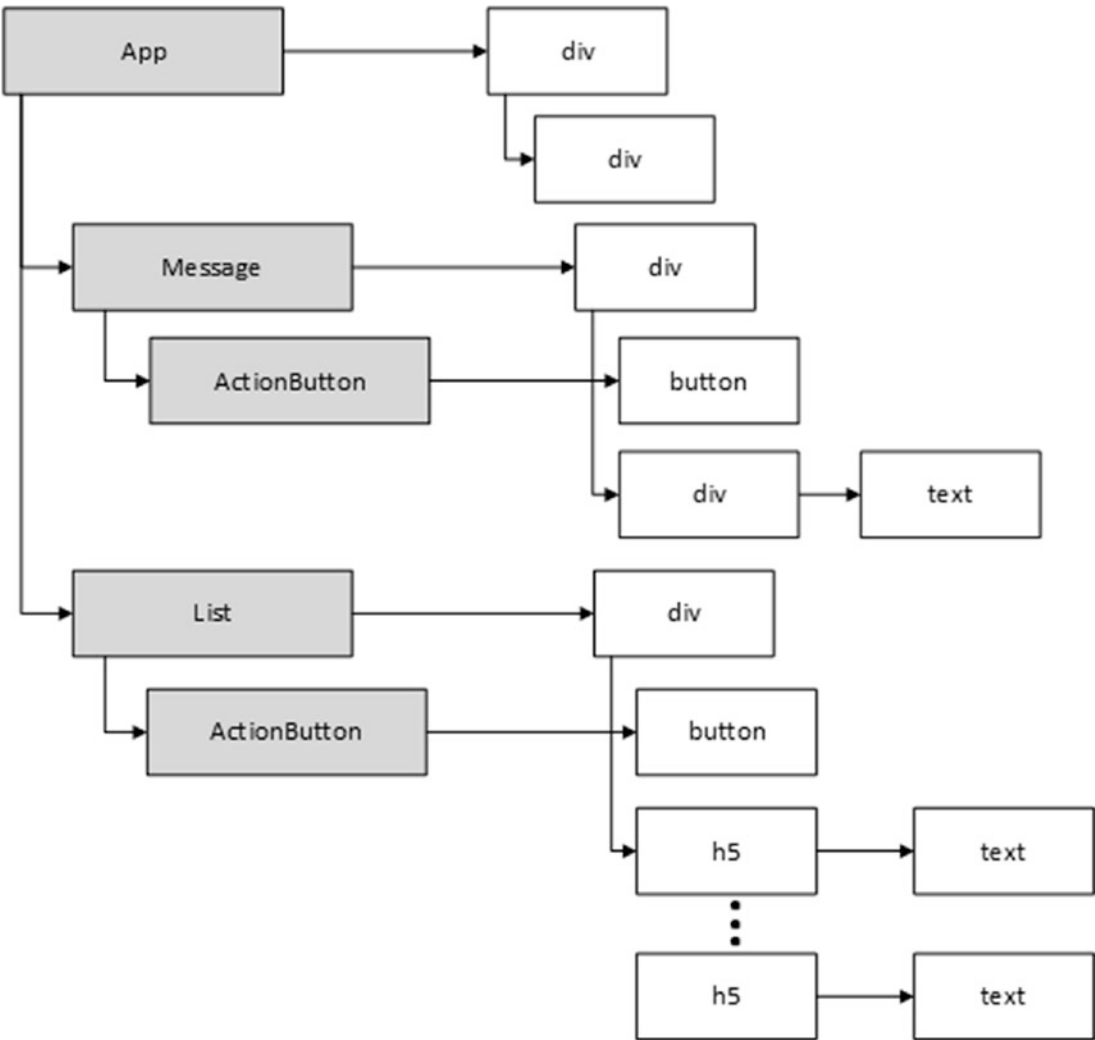 App
div
div
Message
div
ActionButton
button
div
text
List
div
ActionButton
button
h5
text
h5
text